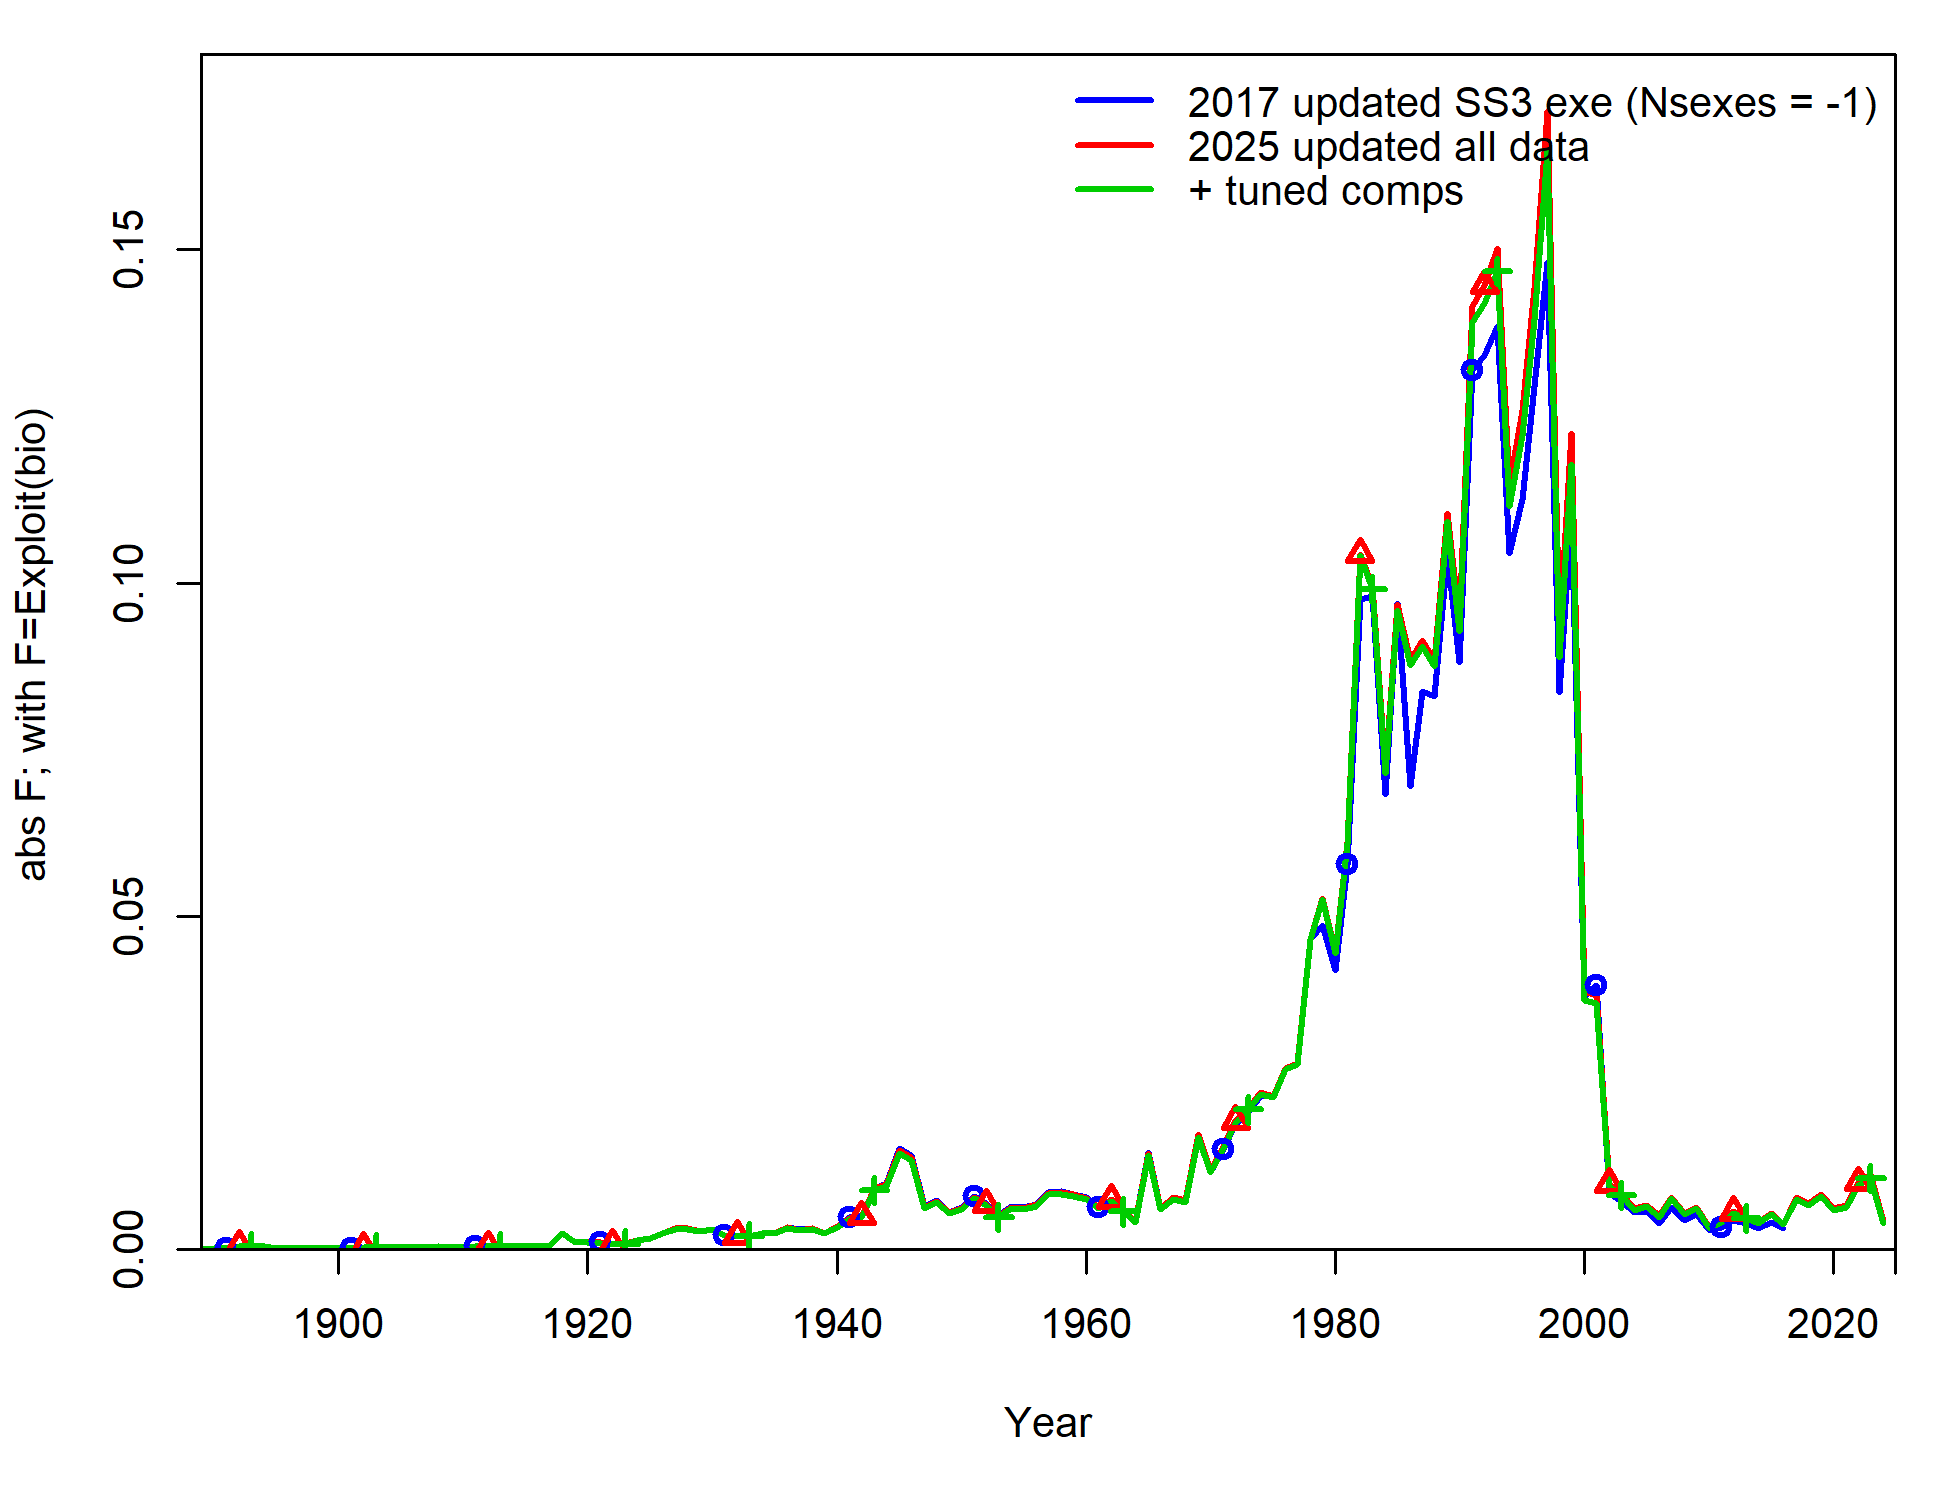 2017 updated SS3 exe (Nsexes = -1)
2025 updated all data
+ tuned comps
abs F; with F=Exploit(bio)
0.15
0.10
0.05
0.00
1900 1920 1940 1960 1980 2000 2020
Year